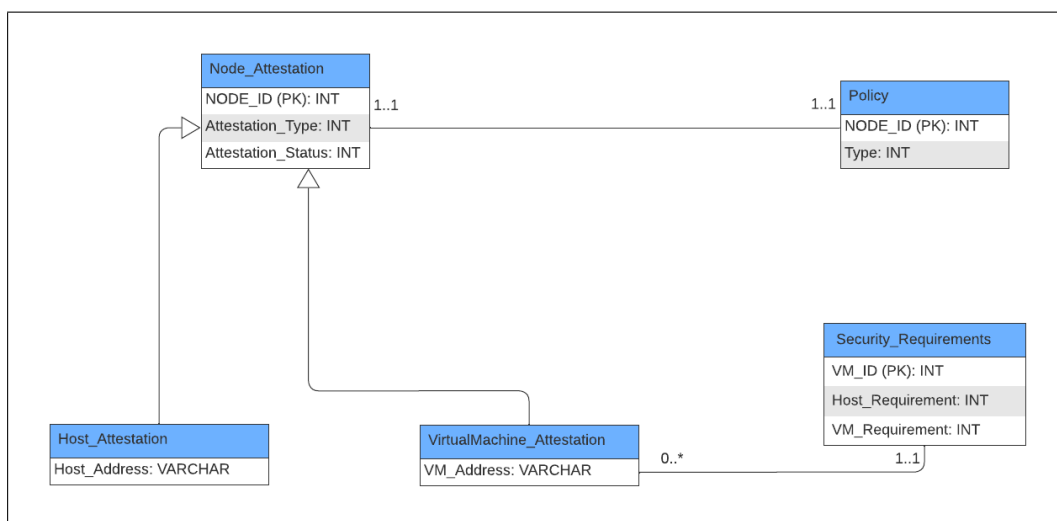 Node_Attestation
NODE_ID (PK): INT
Attestation_Type: INT
Attestation_Status: INT
1..1
1..1
Policy
NODE_ID (PK): INT
Type: INT
Security_Requirements
VM_ID (PK): INT
Host_Requirement: INT
VM_Requirement: INT
Host_Attestation
Host_Address: VARCHAR
VirtualMachine_Attestation
VM_Address: VARCHAR
0..*
1..1